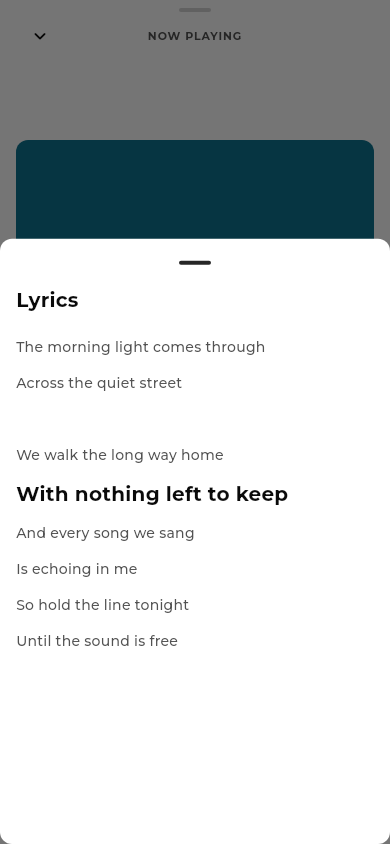 NOW PLAYING
Lyrics
The morning light comes through
Across the quiet street
We walk the long way home
With nothing left to keep
And every song we sang
Is echoing in me
So hold the line tonight
Until the sound is free